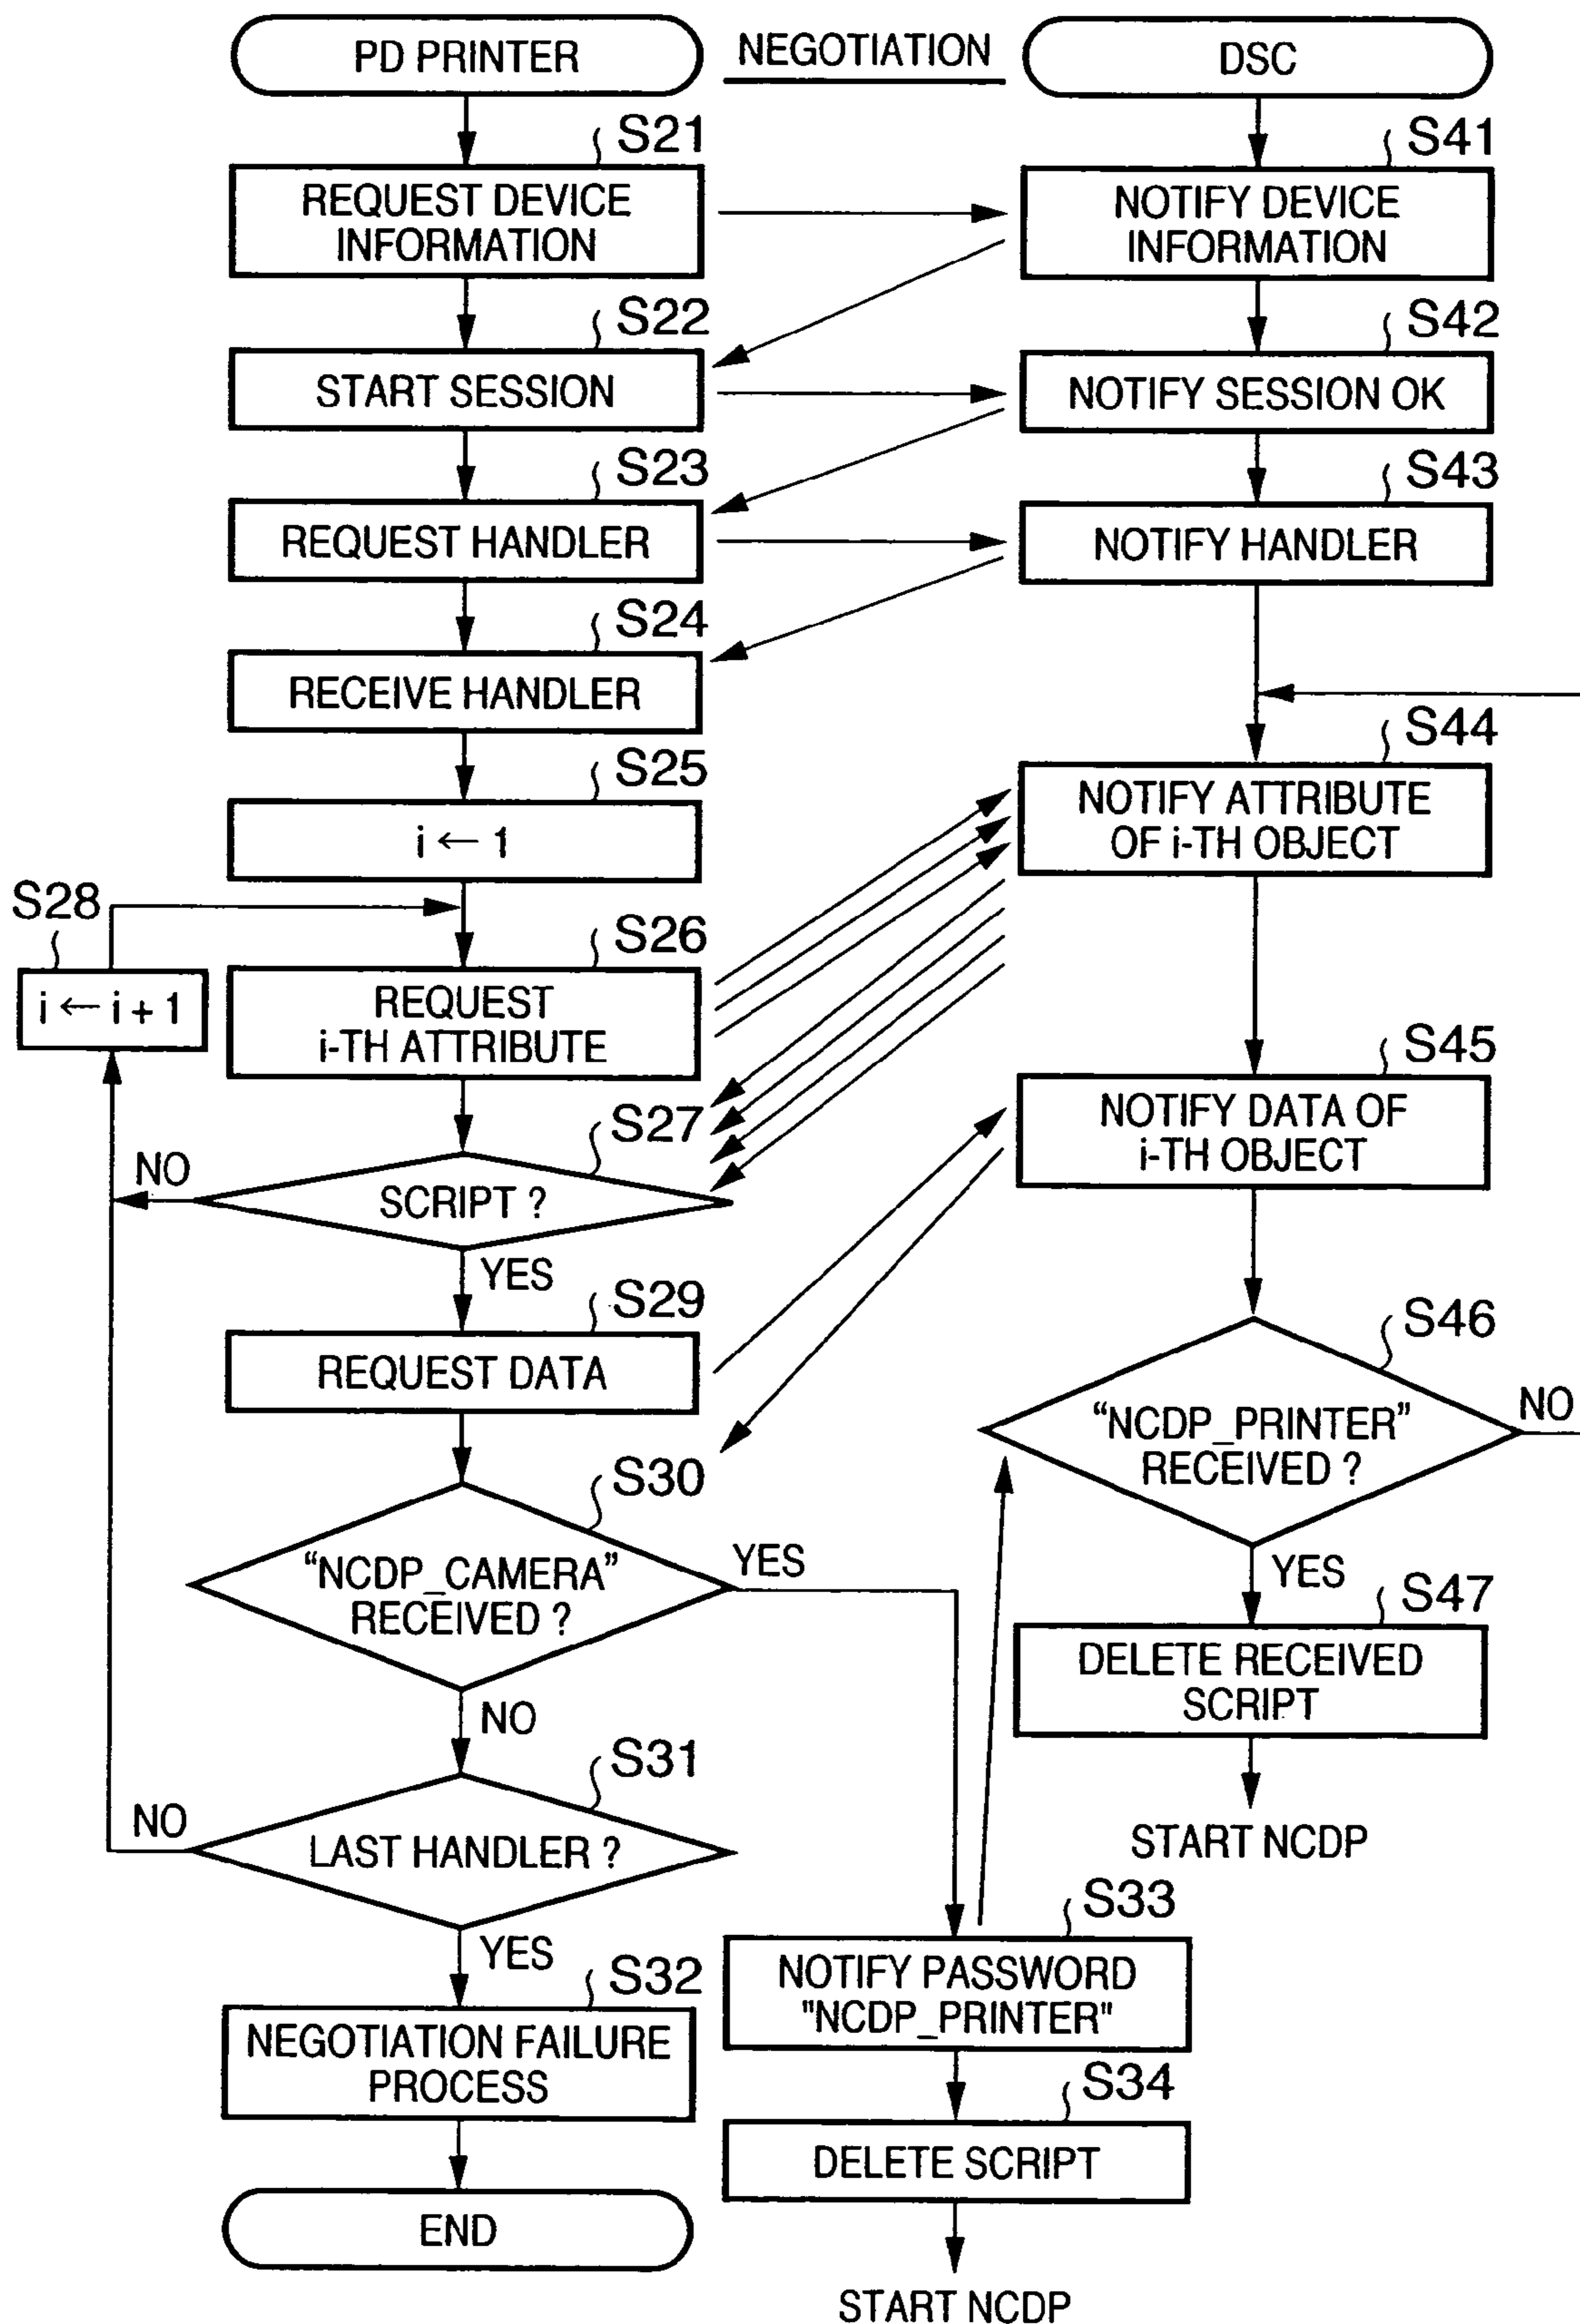 PD PRINTER
NEGOTIATION
DSC
S21
REQUEST DEVICE
INFORMATION
S41
NOTIFY DEVICE
INFORMATION
S22
START SESSION
S42
NOTIFY SESSION OK
S23
REQUEST HANDLER
S43
NOTIFY HANDLER
S24
RECEIVE HANDLER
S25
i ← 1
S44
NOTIFY ATTRIBUTE
OF i-TH OBJECT
S28
i ← i + 1
S26
REQUEST
i-TH ATTRIBUTE
S45
NOTIFY DATA OF
i-TH OBJECT
S27
SCRIPT ?
NO
YES
S29
REQUEST DATA
S46
“NCDP_PRINTER”
RECEIVED ?
NO
YES
S30
“NCDP_CAMERA”
RECEIVED ?
YES
NO
S47
DELETE RECEIVED
SCRIPT
START NCDP
S31
LAST HANDLER ?
NO
YES
S33
NOTIFY PASSWORD
"NCDP_PRINTER"
S32
NEGOTIATION FAILURE
PROCESS
S34
DELETE SCRIPT
END
START NCDP